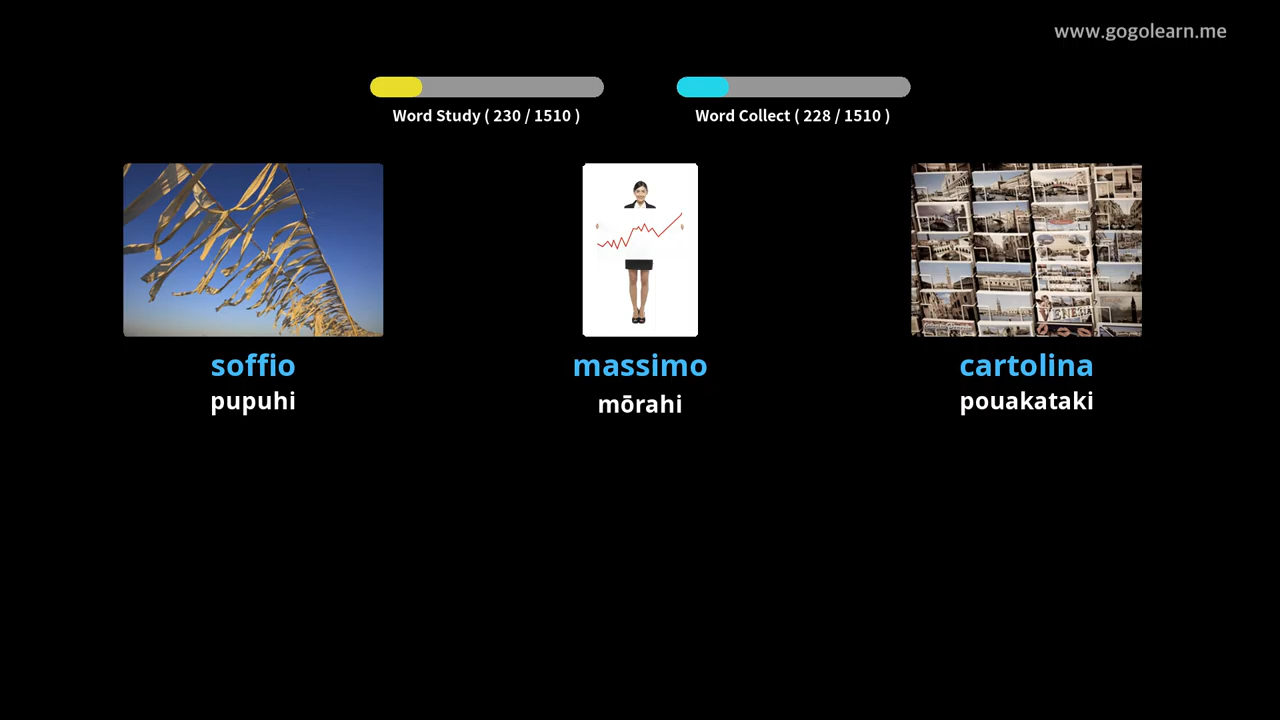 www.gogolearn.me
Word Study ( 230 / 1510 )
Word Collect ( 228 / 1510 )
soffio
massimo
cartolina
pupuhi
mōrahi
pouakataki